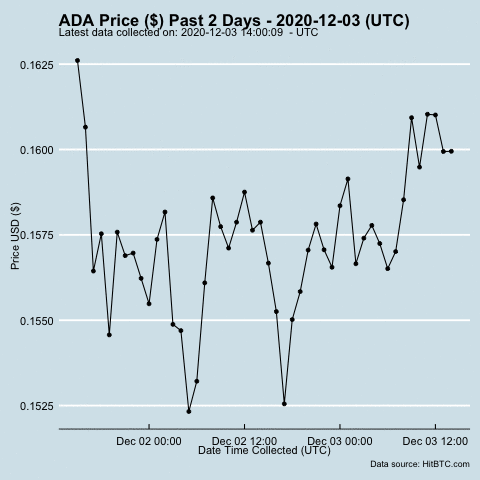 ADA Price ($) Past 2 Days - 2020-12-03 (UTC)
Latest data collected on: 2020-12-03 14:00:09 - UTC
0.1625
0.1600
0.1575
0.1550
0.1525
Price USD ($)
Dec 02 00:00 Dec 02 12:00 Dec 03 00:00 Dec 03 12:00
Date Time Collected (UTC)
Data source: HitBTC.com